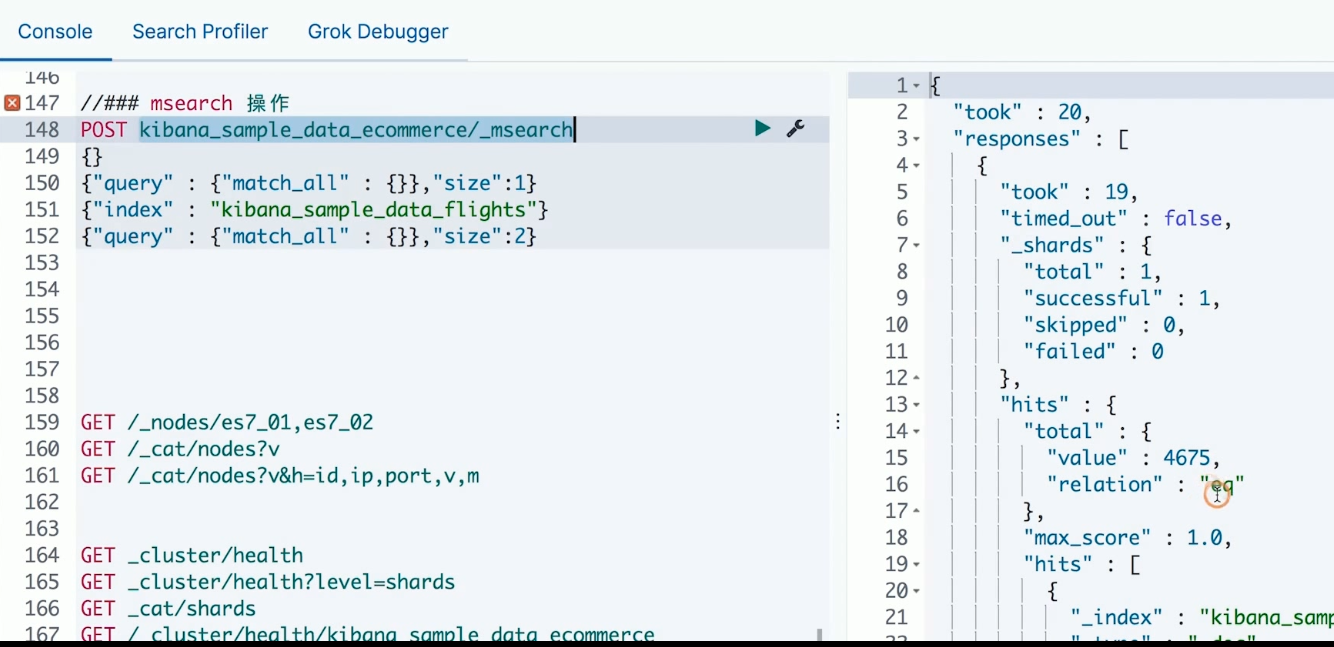 Console Search Profiler Grok Debugger
146
147 //### msearch 操作
148 POST kibana_sample_data_ecommerce/_msearch
149 {}
150 {"query" : {"match_all" : {}},"size":1}
151 {"index" : "kibana_sample_data_flights"}
152 {"query" : {"match_all" : {}},"size":2}
153
154
155
156
157
158
159 GET /_nodes/es7_01,es7_02
160 GET /_cat/nodes?v
161 GET /_cat/nodes?v&h=id,ip,port,v,m
162
163
164 GET _cluster/health
165 GET _cluster/health?level=shards
166 GET _cat/shards
167 GET /_cluster/health/kibana_sample_data_ecommerce
1 {
2 "took" : 20,
3 "responses" : [
4 {
5 "took" : 19,
6 "timed_out" : false,
7 "_shards" : {
8 "total" : 1,
9 "successful" : 1,
10 "skipped" : 0,
11 "failed" : 0
12 },
13 "hits" : {
14 "total" : {
15 "value" : 4675,
16 "relation" : "eq"
17 },
18 "max_score" : 1.0,
19 "hits" : [
20 {
21 "_index" : "kibana_samp
22 "_type" : "_doc"